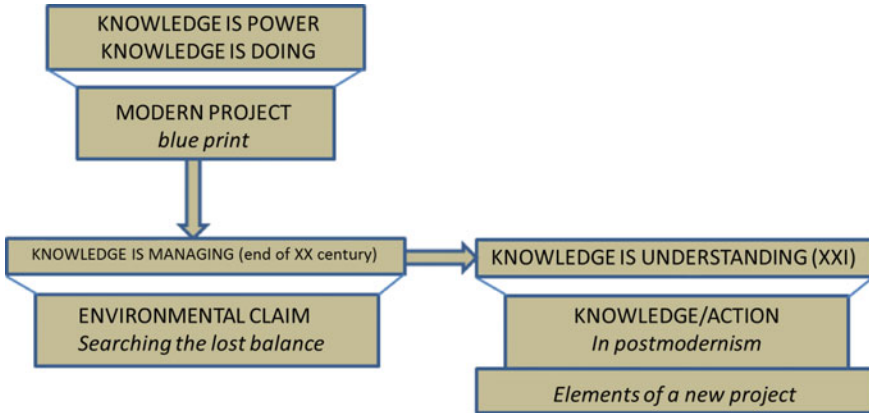 KNOWLEDGE IS POWER
KNOWLEDGE IS DOING
MODERN PROJECT
blue print
KNOWLEDGE IS MANAGING (end of XX century)
KNOWLEDGE IS UNDERSTANDING (XXI)
ENVIRONMENTAL CLAIM
Searching the lost balance
KNOWLEDGE/ACTION
In postmodernism
Elements of a new project